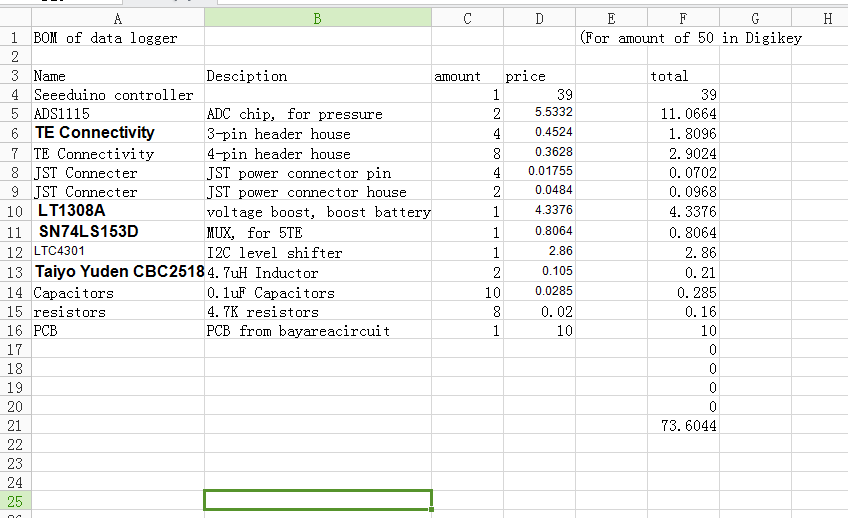 A B C D E F G H
1 BOM of data logger (For amount of 50 in Digikey
2
3 Name Desciption amount price total
4 Seeeduino controller 1 39 39
5 ADS1115 ADC chip, for pressure 2 5.5332 11.0664
6 TE Connectivity 3-pin header house 4 0.4524 1.8096
7 TE Connectivity 4-pin header house 8 0.3628 2.9024
8 JST Connecter JST power connector pin 4 0.01755 0.0702
9 JST Connecter JST power connector house 2 0.0484 0.0968
10 LT1308A voltage boost, boost battery 1 4.3376 4.3376
11 SN74LS153D MUX, for 5TE 1 0.8064 0.8064
12 LTC4301 I2C level shifter 1 2.86 2.86
13 Taiyo Yuden CBC2518 4.7uH Inductor 2 0.105 0.21
14 Capacitors 0.1uF Capacitors 10 0.0285 0.285
15 resistors 4.7K resistors 8 0.02 0.16
16 PCB PCB from bayareacircuit 1 10 10
17 0
18 0
19 0
20 0
21 73.6044
22
23
24
25